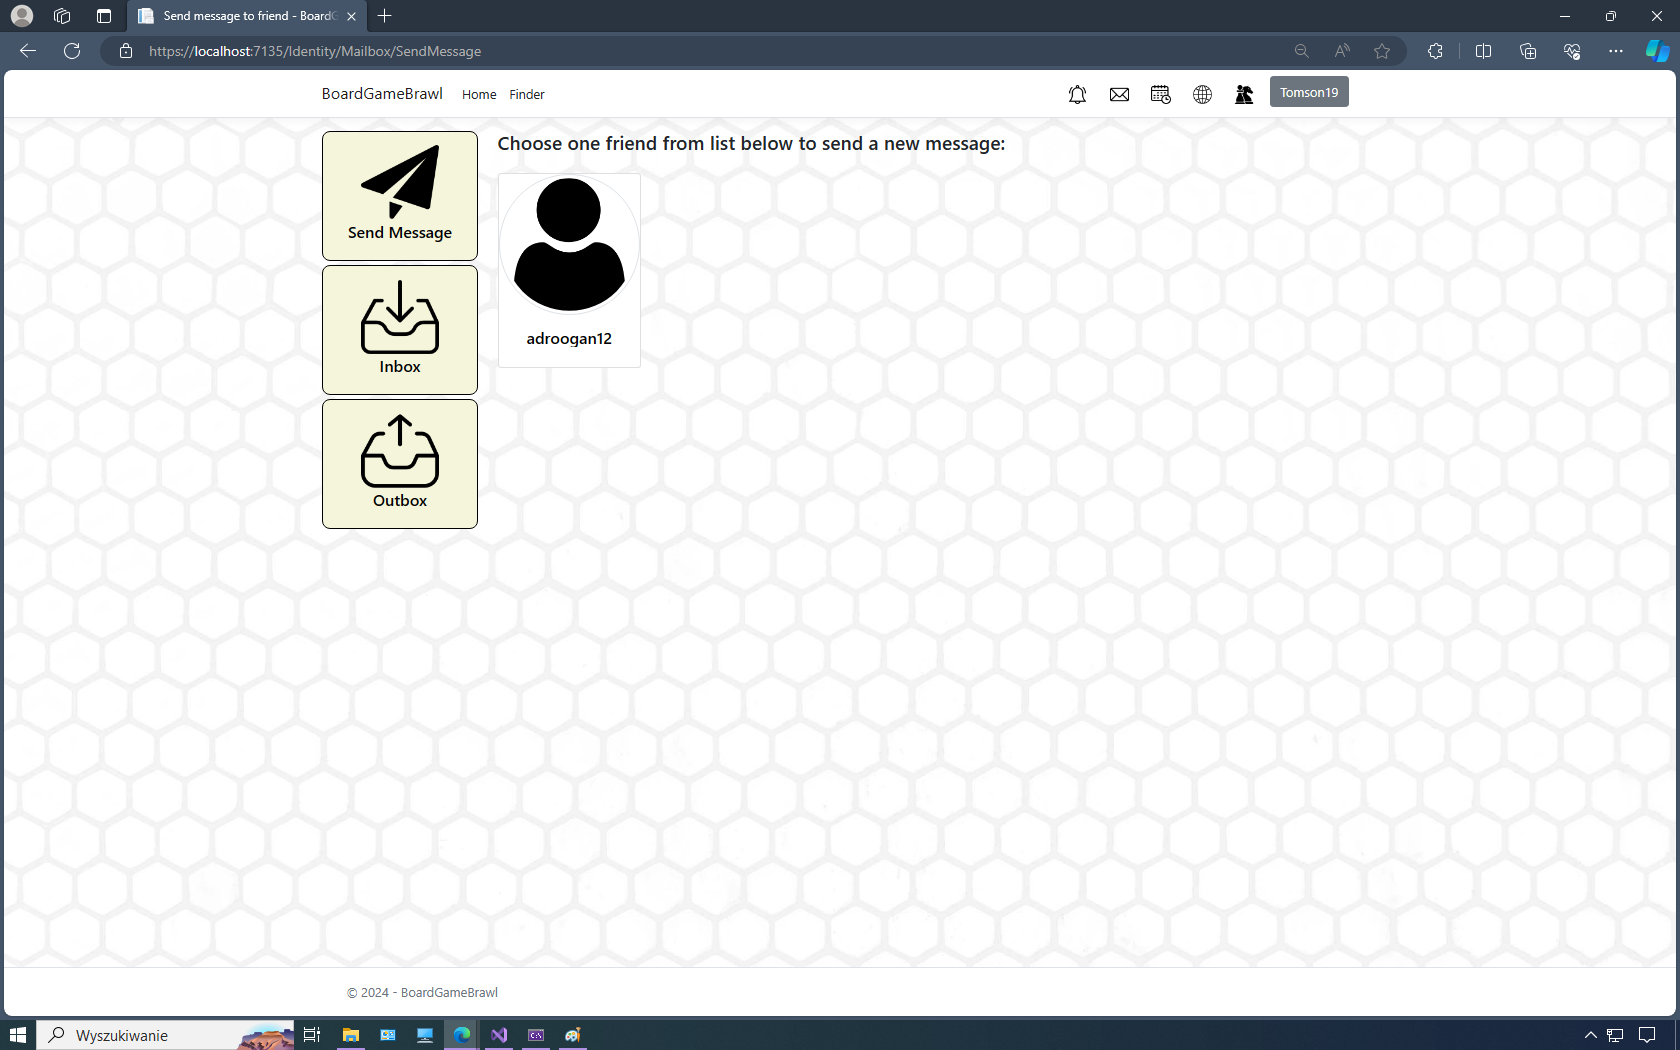 Send message to friend - BoardG
https://localhost:7135/Identity/Mailbox/SendMessage
BoardGameBrawl Home Finder
Tomson19
Choose one friend from list below to send a new message:
Send Message
adroogan12
Inbox
Outbox
© 2024 - BoardGameBrawl
Wyszukiwanie